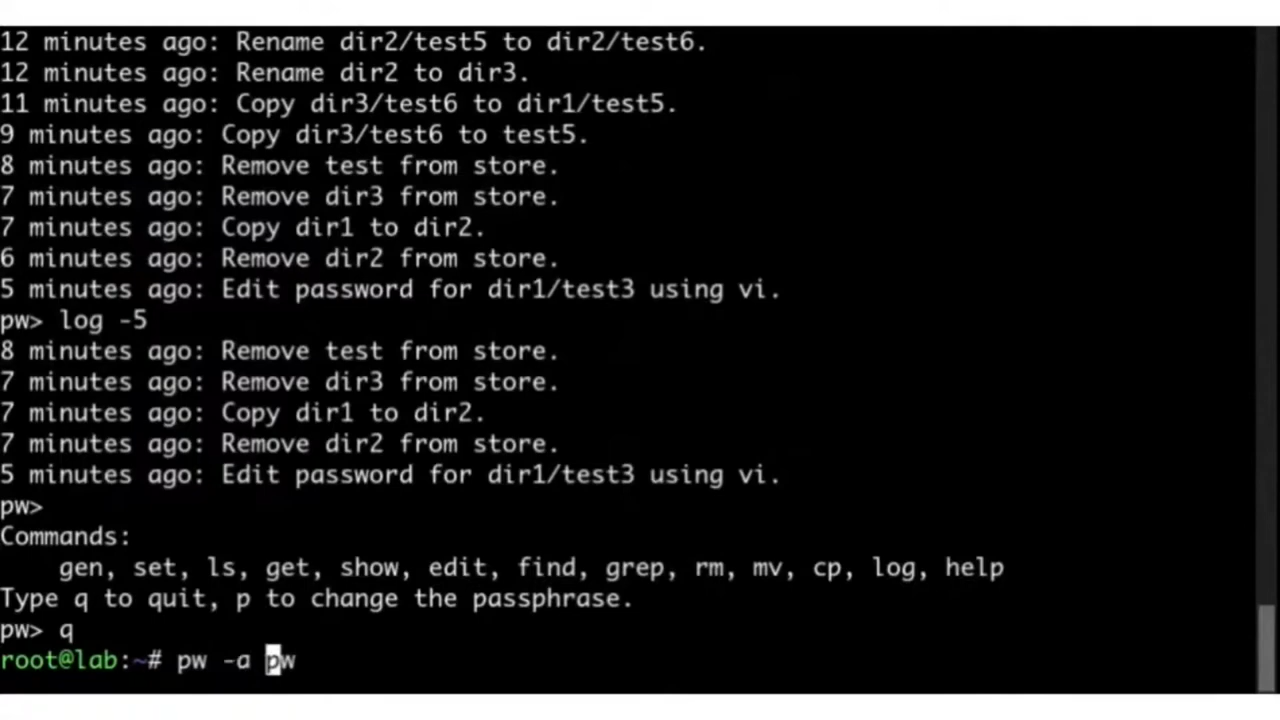 12 minutes ago: Rename dir2/test5 to dir2/test6.
12 minutes ago: Rename dir2 to dir3.
11 minutes ago: Copy dir3/test6 to dir1/test5.
9 minutes ago: Copy dir3/test6 to test5.
8 minutes ago: Remove test from store.
7 minutes ago: Remove dir3 from store.
7 minutes ago: Copy dir1 to dir2.
6 minutes ago: Remove dir2 from store.
5 minutes ago: Edit password for dir1/test3 using vi.
pw> log -5
8 minutes ago: Remove test from store.
7 minutes ago: Remove dir3 from store.
7 minutes ago: Copy dir1 to dir2.
7 minutes ago: Remove dir2 from store.
5 minutes ago: Edit password for dir1/test3 using vi.
pw>
Commands:
    gen, set, ls, get, show, edit, find, grep, rm, mv, cp, log, help
Type q to quit, p to change the passphrase.
pw> q
root@lab:~# pw -a pw